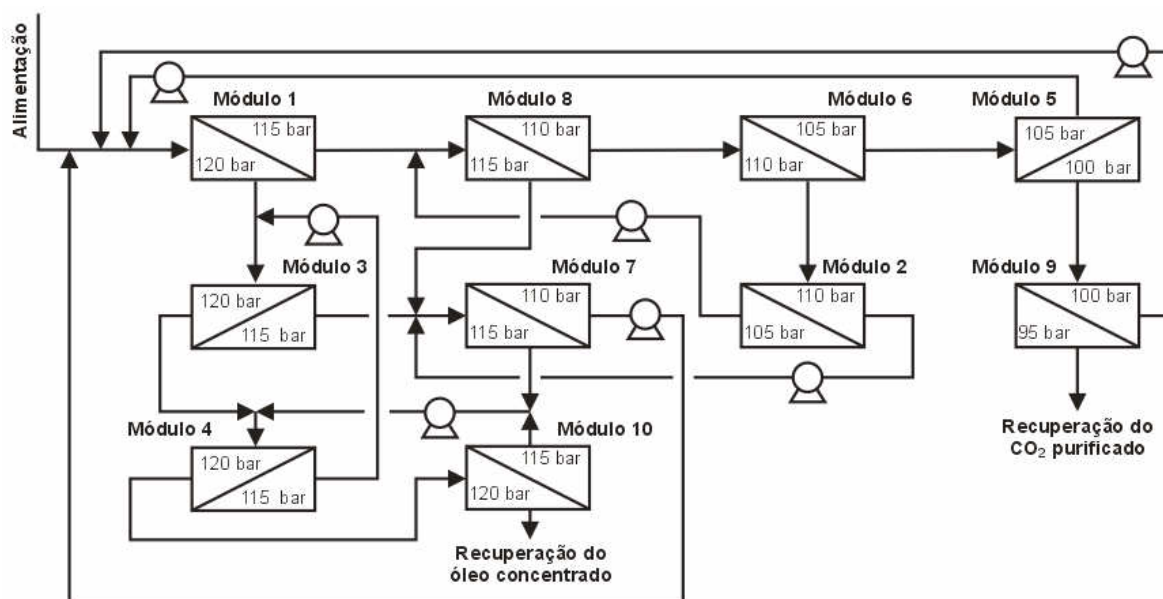 Alimentação
Módulo 1
115 bar
120 bar
Módulo 8
110 bar
115 bar
Módulo 6
105 bar
110 bar
Módulo 5
105 bar
100 bar
Módulo 3
120 bar
115 bar
Módulo 7
110 bar
115 bar
Módulo 2
110 bar
105 bar
Módulo 9
100 bar
95 bar
Módulo 4
120 bar
115 bar
Módulo 10
115 bar
120 bar
Recuperação do
CO₂ purificado
Recuperação do
óleo concentrado